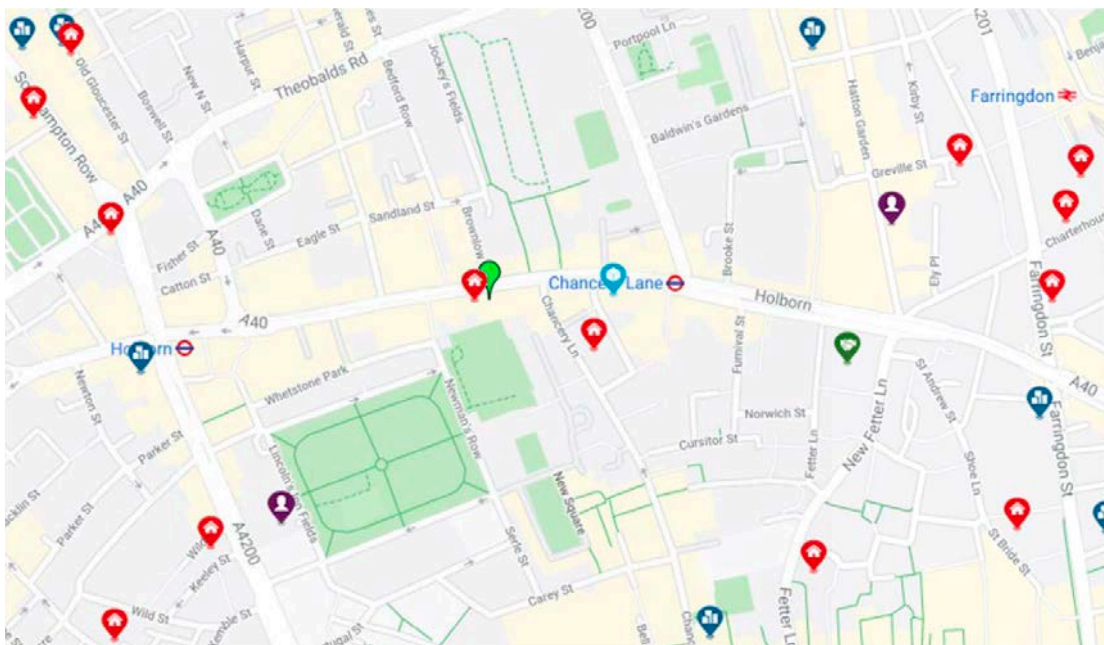 Southampton Row
Old Gloucester St
Boswell St
New N St
Harpur St
Theobalds Rd
Bedford Row
Jockey's Fields
Portpool Ln
Baldwin's Gardens
Hatton Garden
Kirby St
Greville St
Farringdon
Charterhouse
Farringdon St
A40
A40
Fisher St
Catton St
Dane St
Eagle St
Sandland St
Brownlow
Brooke St
Ely Pl
A40
Chancery Lane
Holborn
Chancery Ln
Furnival St
Holborn
Newton St
Whetstone Park
Newman's Row
Norwich St
Cursitor St
Fetter Ln
New Fetter Ln
St Andrew St
Shoe Ln
A40
Farringdon St
Parker St
Parker St
Lincoln's Inn Fields
A4200
New Square
Serle St
Keeley St
Wild St
Kemble St
Carey St
St Bride St
Fetter Ln